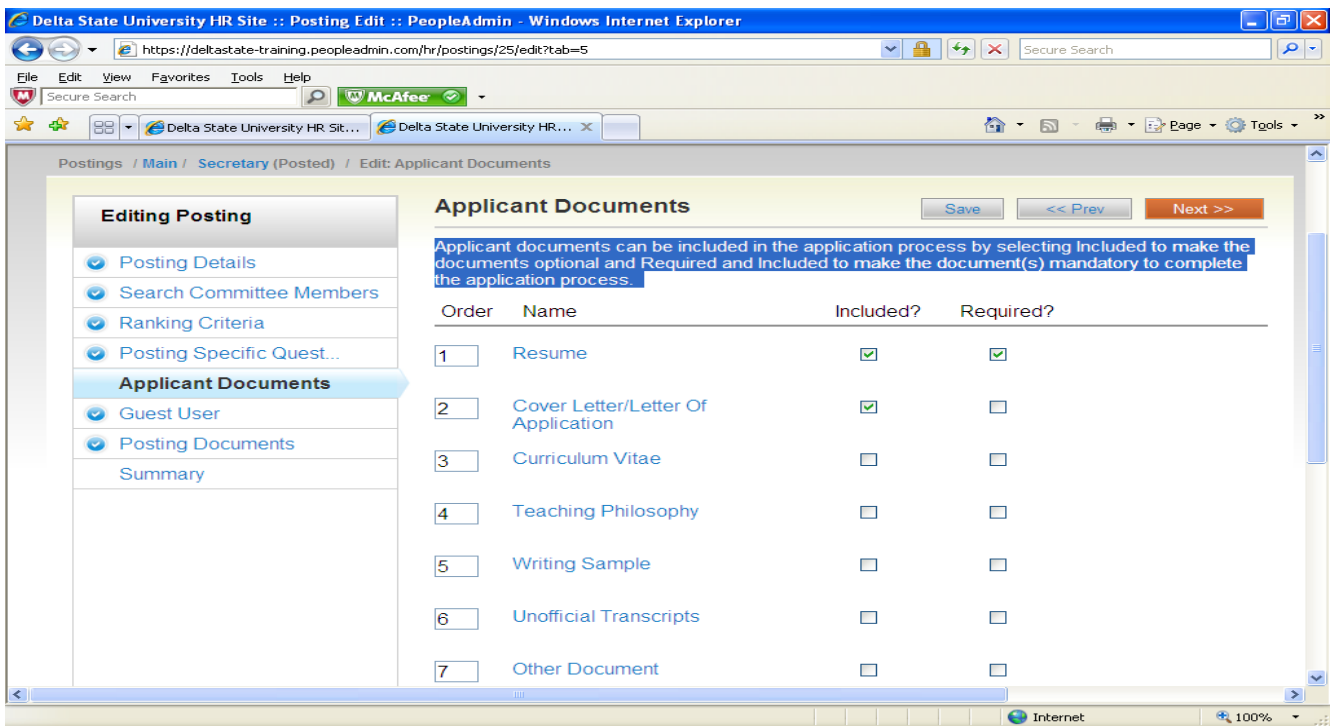 Delta State University HR Site :: Posting Edit :: PeopleAdmin - Windows Internet Explorer
https://deltastate-training.peopleadmin.com/hr/postings/25/edit?tab=5
Secure Search
File Edit View Favorites Tools Help
Secure Search McAfee
Delta State University HR Sit... Delta State University HR... Page Tools
Postings / Main / Secretary (Posted) / Edit: Applicant Documents
Editing Posting
Posting Details
Search Committee Members
Ranking Criteria
Posting Specific Quest...
Applicant Documents
Guest User
Posting Documents
Summary
Applicant Documents
Save << Prev Next >>
Applicant documents can be included in the application process by selecting Included to make the
documents optional and Required and Included to make the document(s) mandatory to complete
the application process.
Order Name Included? Required?
1 Resume
2 Cover Letter/Letter Of
Application
3 Curriculum Vitae
4 Teaching Philosophy
5 Writing Sample
6 Unofficial Transcripts
7 Other Document
Internet 100%